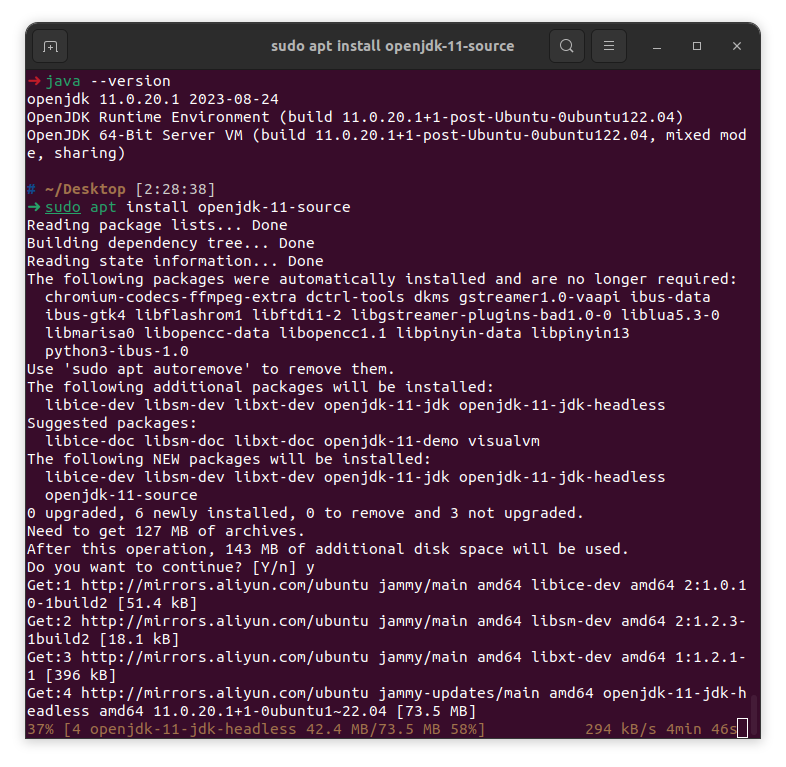 sudo apt install openjdk-11-source
➜ java --version
openjdk 11.0.20.1 2023-08-24
OpenJDK Runtime Environment (build 11.0.20.1+1-post-Ubuntu-0ubuntu122.04)
OpenJDK 64-Bit Server VM (build 11.0.20.1+1-post-Ubuntu-0ubuntu122.04, mixed mod
e, sharing)
# ~/Desktop [2:28:38]
➜ sudo apt install openjdk-11-source
Reading package lists... Done
Building dependency tree... Done
Reading state information... Done
The following packages were automatically installed and are no longer required:
  chromium-codecs-ffmpeg-extra dctrl-tools dkms gstreamer1.0-vaapi ibus-data
  ibus-gtk4 libflashrom1 libftdi1-2 libgstreamer-plugins-bad1.0-0 liblua5.3-0
  libmarisa0 libopencc-data libopencc1.1 libpinyin-data libpinyin13
  python3-ibus-1.0
Use 'sudo apt autoremove' to remove them.
The following additional packages will be installed:
  libice-dev libsm-dev libxt-dev openjdk-11-jdk openjdk-11-jdk-headless
Suggested packages:
  libice-doc libsm-doc libxt-doc openjdk-11-demo visualvm
The following NEW packages will be installed:
  libice-dev libsm-dev libxt-dev openjdk-11-jdk openjdk-11-jdk-headless
  openjdk-11-source
0 upgraded, 6 newly installed, 0 to remove and 3 not upgraded.
Need to get 127 MB of archives.
After this operation, 143 MB of additional disk space will be used.
Do you want to continue? [Y/n] y
Get:1 http://mirrors.aliyun.com/ubuntu jammy/main amd64 libice-dev amd64 2:1.0.1
0-1build2 [51.4 kB]
Get:2 http://mirrors.aliyun.com/ubuntu jammy/main amd64 libsm-dev amd64 2:1.2.3-
1build2 [18.1 kB]
Get:3 http://mirrors.aliyun.com/ubuntu jammy/main amd64 libxt-dev amd64 1:1.2.1-
1 [396 kB]
Get:4 http://mirrors.aliyun.com/ubuntu jammy-updates/main amd64 openjdk-11-jdk-h
eadless amd64 11.0.20.1+1-0ubuntu1~22.04 [73.5 MB]
37% [4 openjdk-11-jdk-headless 42.4 MB/73.5 MB 58%] 294 kB/s 4min 46s